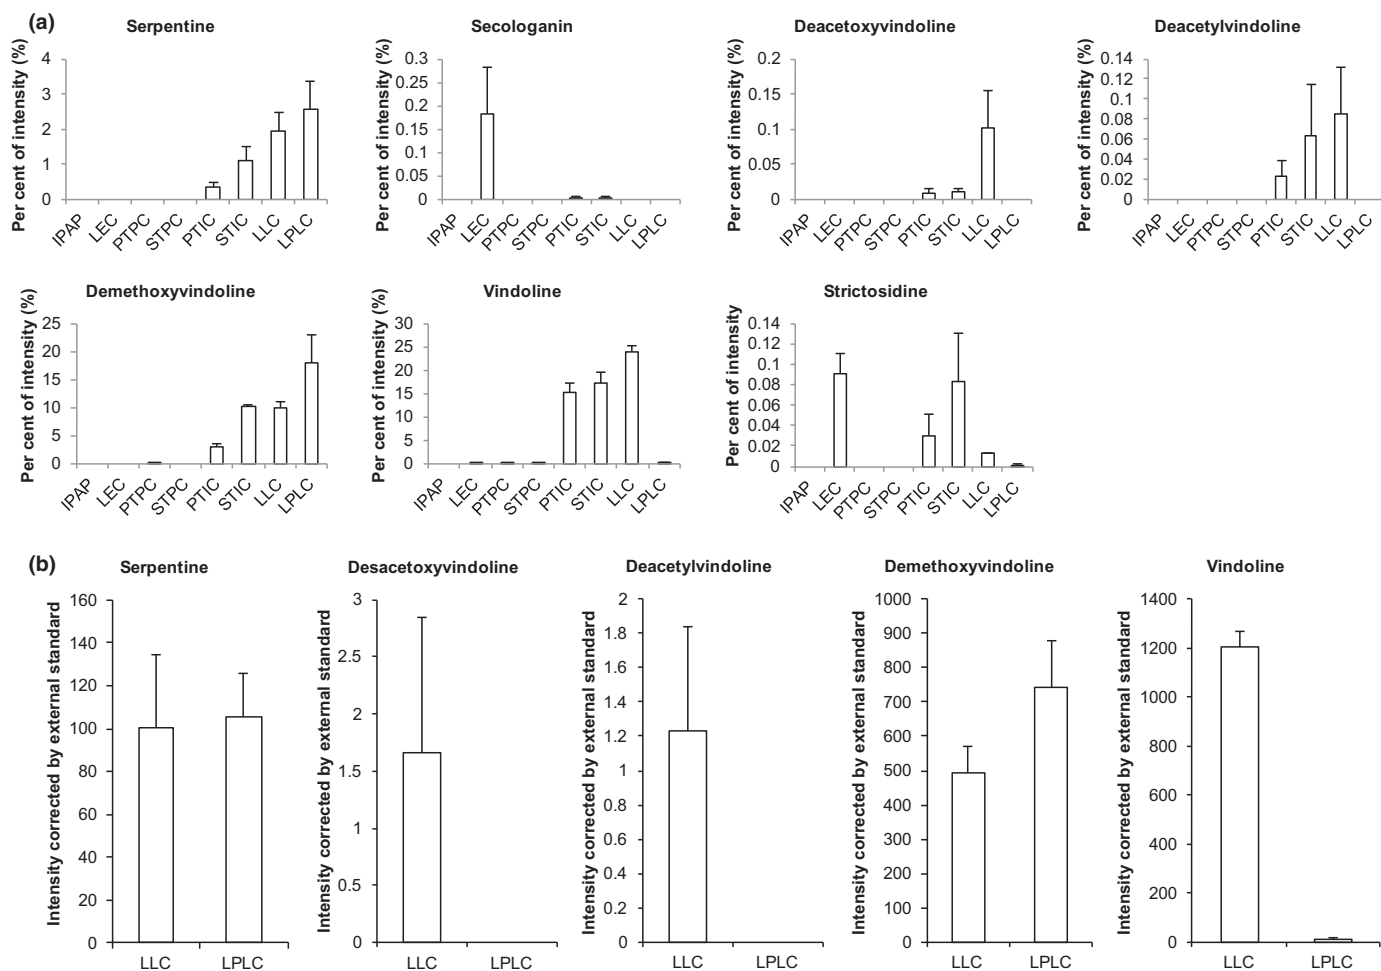 (a)
Serpentine
Per cent of intensity (%)
4
3
2
1
0
IPAP LEC PTPC STPC PTIC STIC LLC LPLC
Secologanin
Per cent of intensity (%)
0.3
0.25
0.2
0.15
0.1
0.05
0
IPAP LEC PTPC STPC PTIC STIC LLC LPLC
Deacetoxyvindoline
Per cent of intensity (%)
0.2
0.15
0.1
0.05
0
IPAP LEC PTPC STPC PTIC STIC LLC LPLC
Deacetylvindoline
Per cent of intensity (%)
0.14
0.12
0.1
0.08
0.06
0.04
0.02
0
IPAP LEC PTPC STPC PTIC STIC LLC LPLC
Demethoxyvindoline
Per cent of intensity (%)
25
20
15
10
5
0
IPAP LEC PTPC STPC PTIC STIC LLC LPLC
Vindoline
Per cent of intensity (%)
30
25
20
15
10
5
0
IPAP LEC PTPC STPC PTIC STIC LLC LPLC
Strictosidine
Per cent of intensity
0.14
0.12
0.1
0.08
0.06
0.04
0.02
0
IPAP LEC PTPC STPC PTIC STIC LLC LPLC
(b)
Serpentine
Intensity corrected by external standard
160
140
120
100
80
60
40
20
0
LLC LPLC
Desacetoxyvindoline
Intensity corrected by external standard
3
2.5
2
1.5
1
0.5
0
LLC LPLC
Deacetylvindoline
Intensity corrected by external standard
2
1.8
1.6
1.4
1.2
1
0.8
0.6
0.4
0.2
0
LLC LPLC
Demethoxyvindoline
Intensity corrected by external standard
1000
900
800
700
600
500
400
300
200
100
0
LLC LPLC
Vindoline
Intensity corrected by external standard
1400
1200
1000
800
600
400
200
0
LLC LPLC